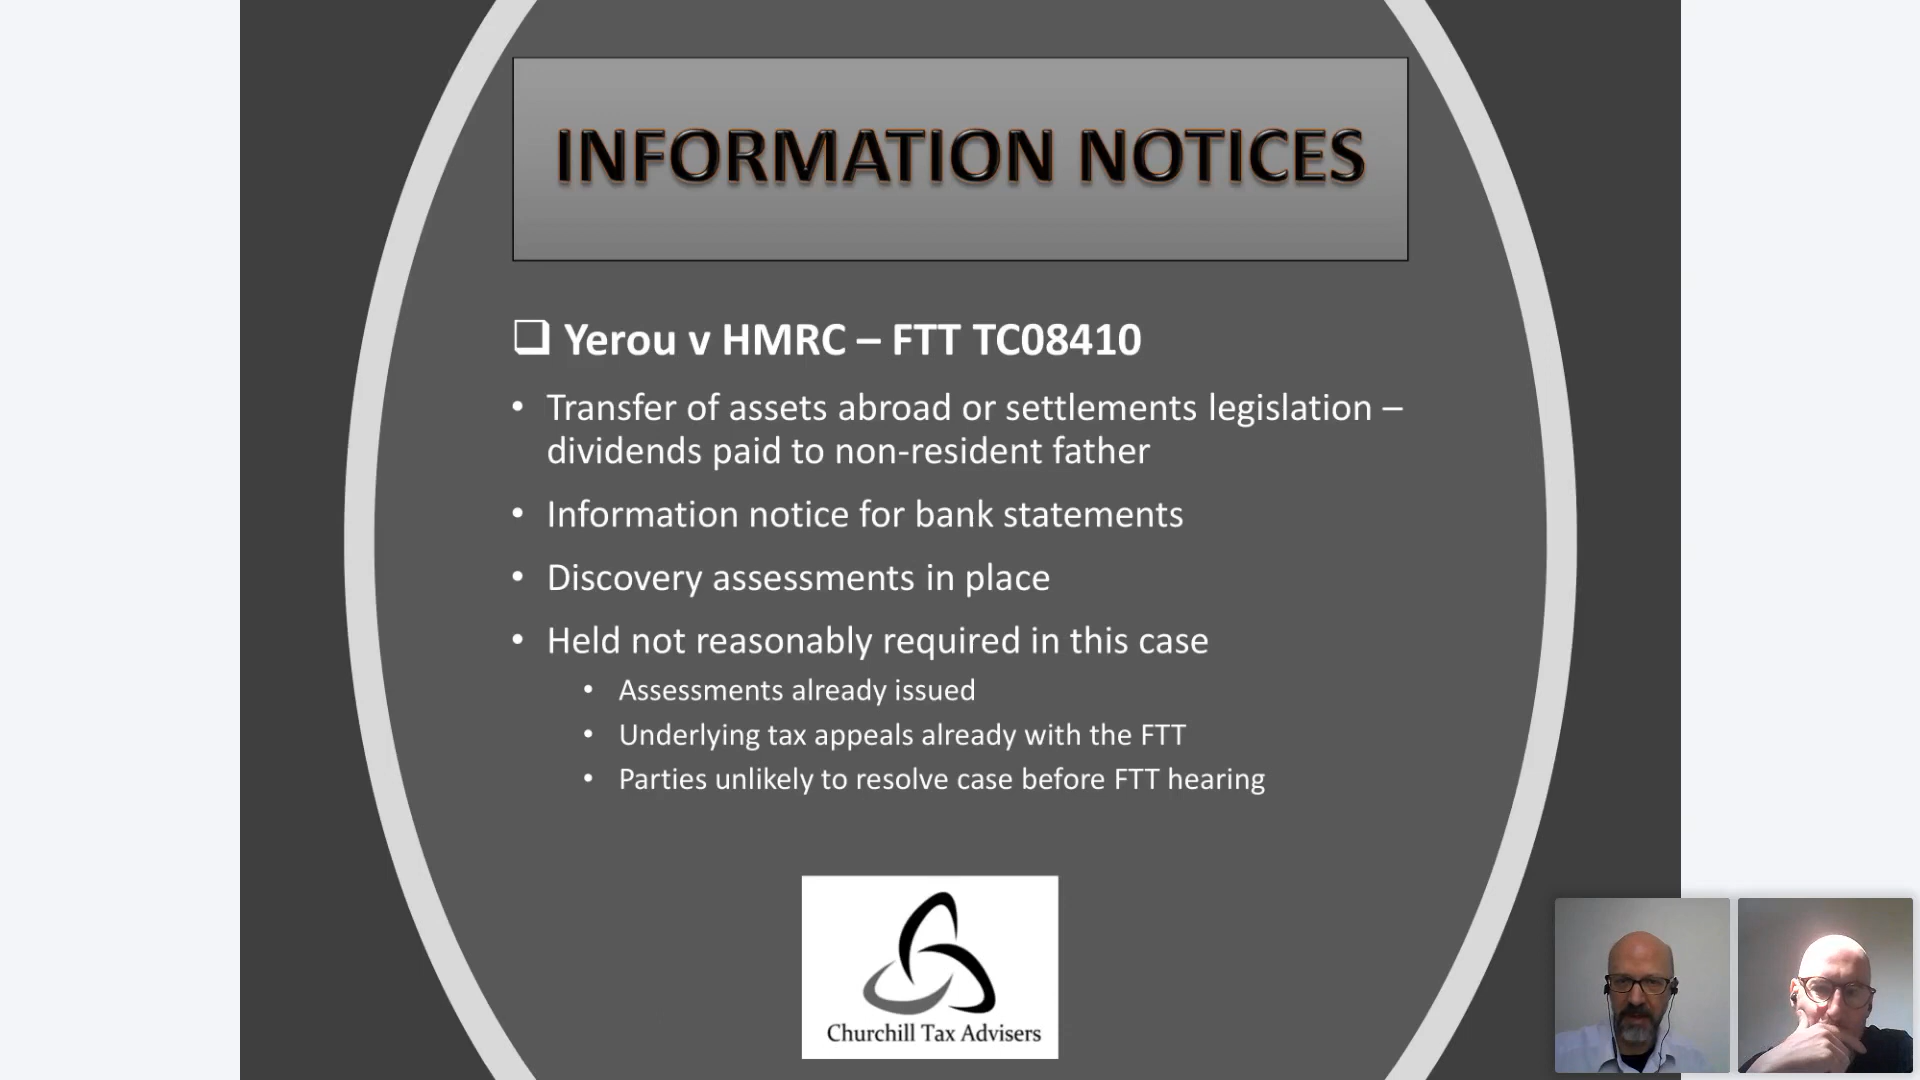 INFORMATION NOTICES
❑ Yerou v HMRC – FTT TC08410
• Transfer of assets abroad or settlements legislation –
dividends paid to non-resident father
• Information notice for bank statements
• Discovery assessments in place
• Held not reasonably required in this case
• Assessments already issued
• Underlying tax appeals already with the FTT
• Parties unlikely to resolve case before FTT hearing
Churchill Tax Advisers